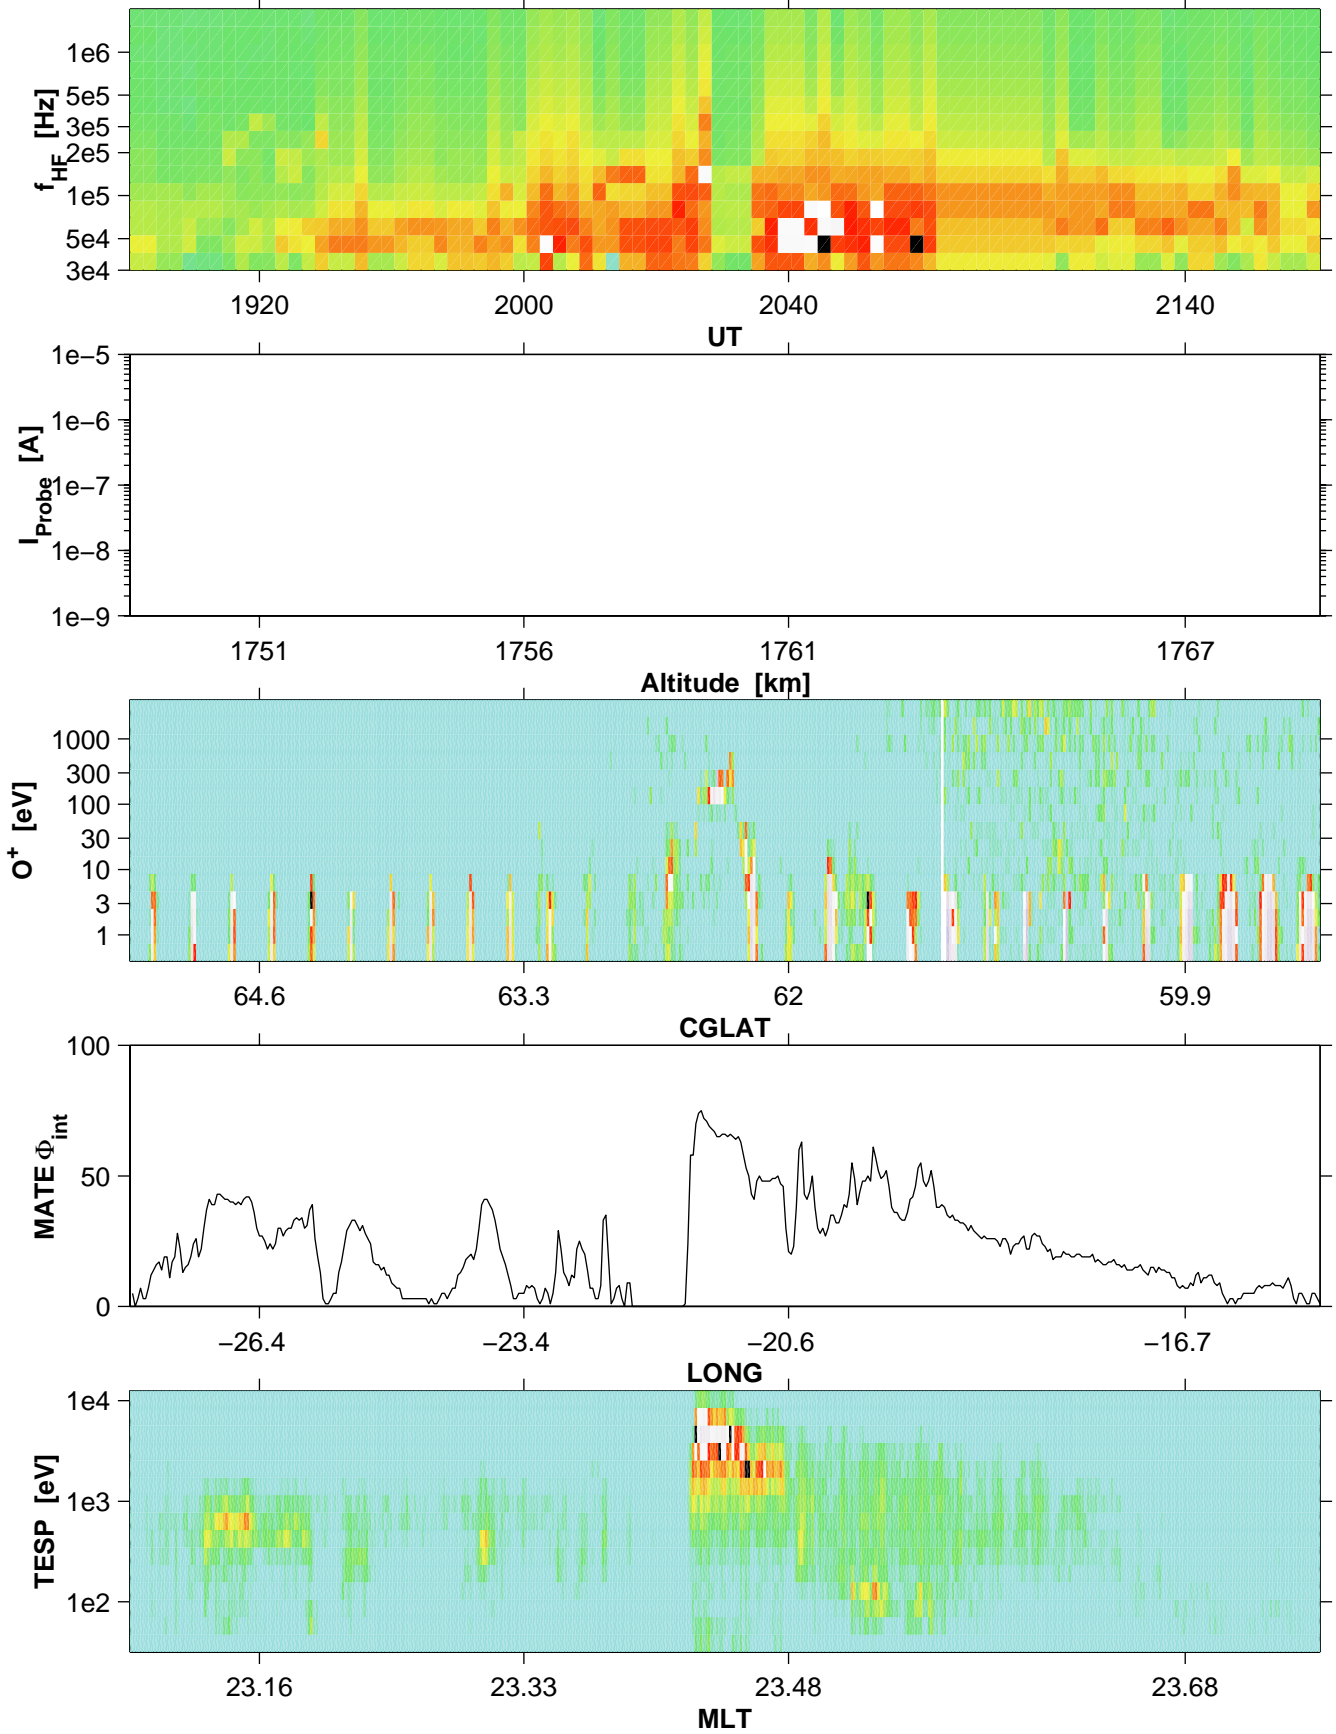 1e6
5e5
3e5
2e5
1e5
5e4
3e4
f_HF [Hz]
1920 2000 2040 2140
UT
1e−5
1e−6
1e−7
1e−8
1e−9
I_Probe [A]
1751 1756 1761 1767
Altitude [km]
1000
300
100
30
10
3
1
O⁺ [eV]
64.6 63.3 62 59.9
CGLAT
100
50
0
MATE Φ_int
−26.4 −23.4 −20.6 −16.7
LONG
1e4
1e3
1e2
TESP [eV]
23.16 23.33 23.48 23.68
MLT